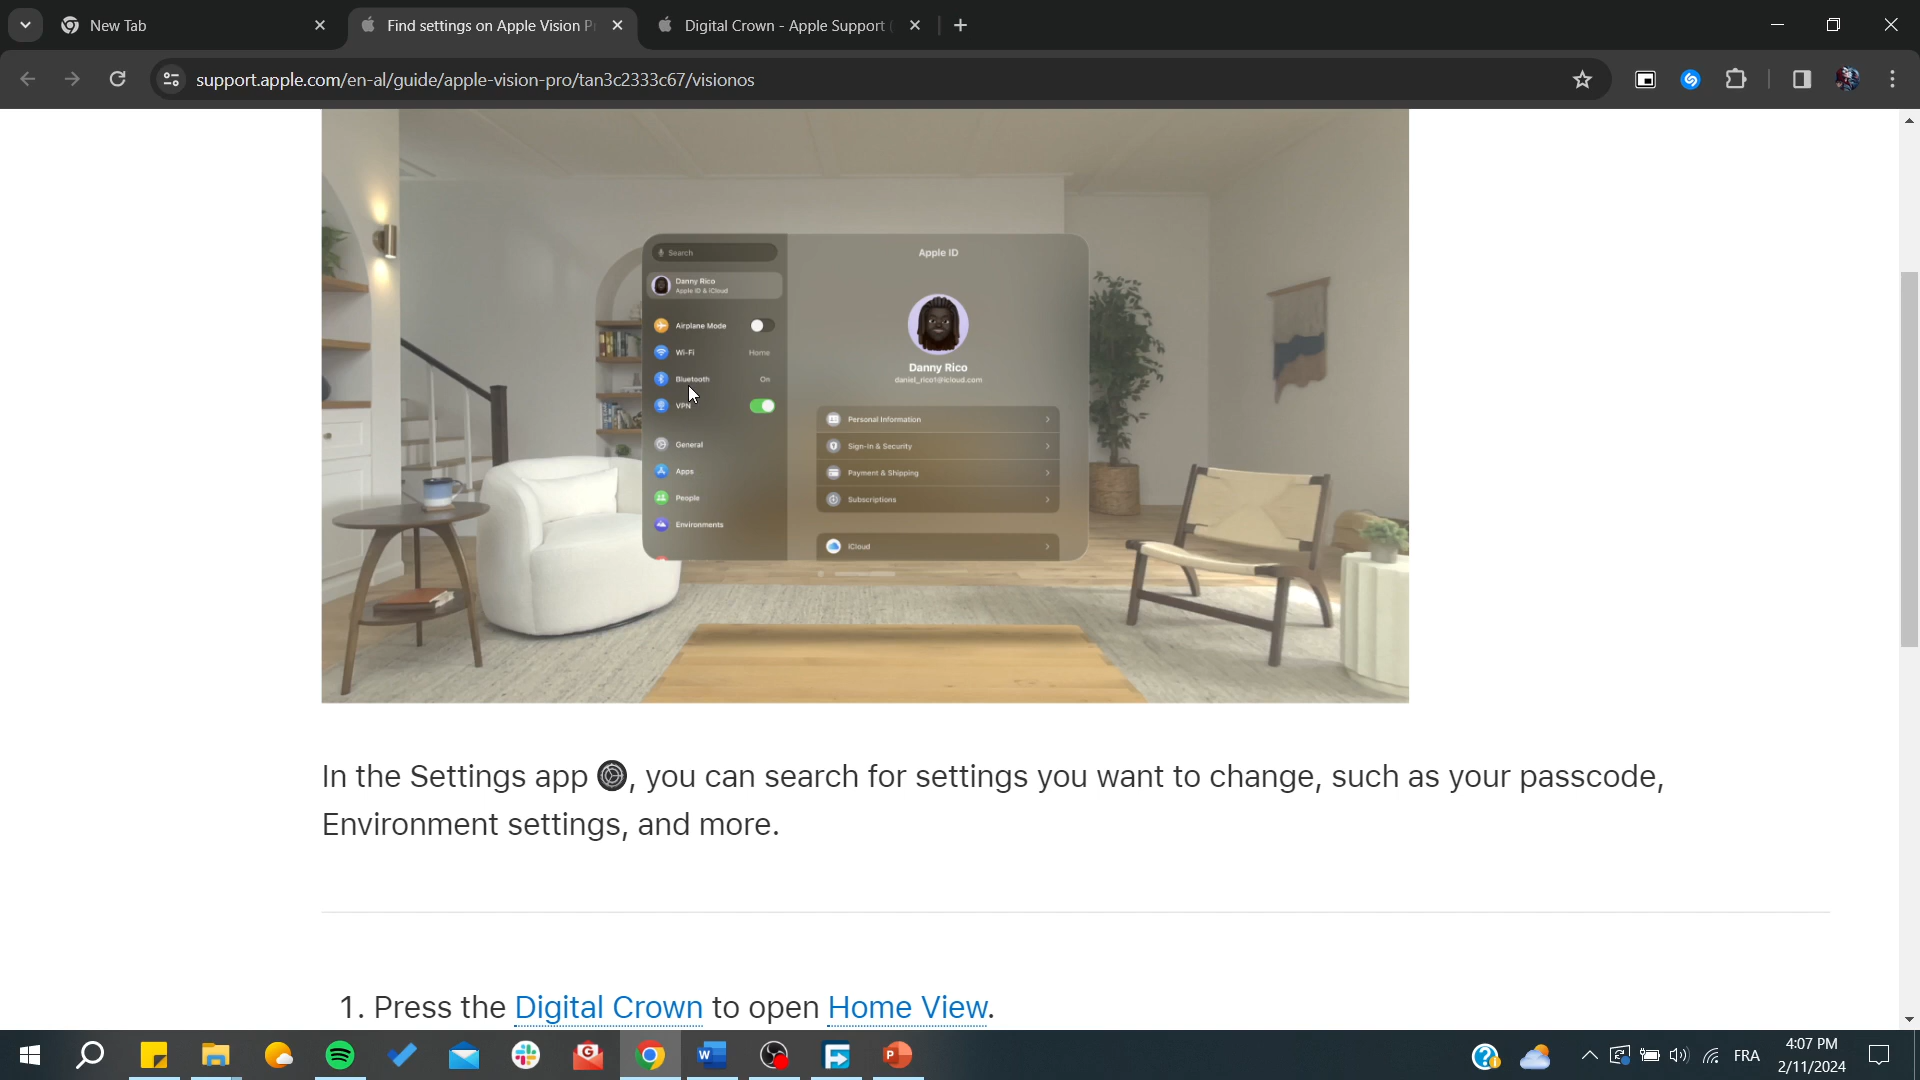 New Tab
Find settings on Apple Vision P
Digital Crown - Apple Support
support.apple.com/en-al/guide/apple-vision-pro/tan3c2333c67/visionos
Search
Apple ID
Danny Rico
Apple ID & iCloud
Airplane Mode
Wi-Fi Home
Bluetooth On
VPN
General
Apps
People
Environments
Danny Rico
daniel_rico1@icloud.com
Personal Information
Sign-In & Security
Payment & Shipping
Subscriptions
iCloud
In the Settings app , you can search for settings you want to change, such as your passcode,
Environment settings, and more.
1. Press the Digital Crown to open Home View.
FRA
4:07 PM
2/11/2024